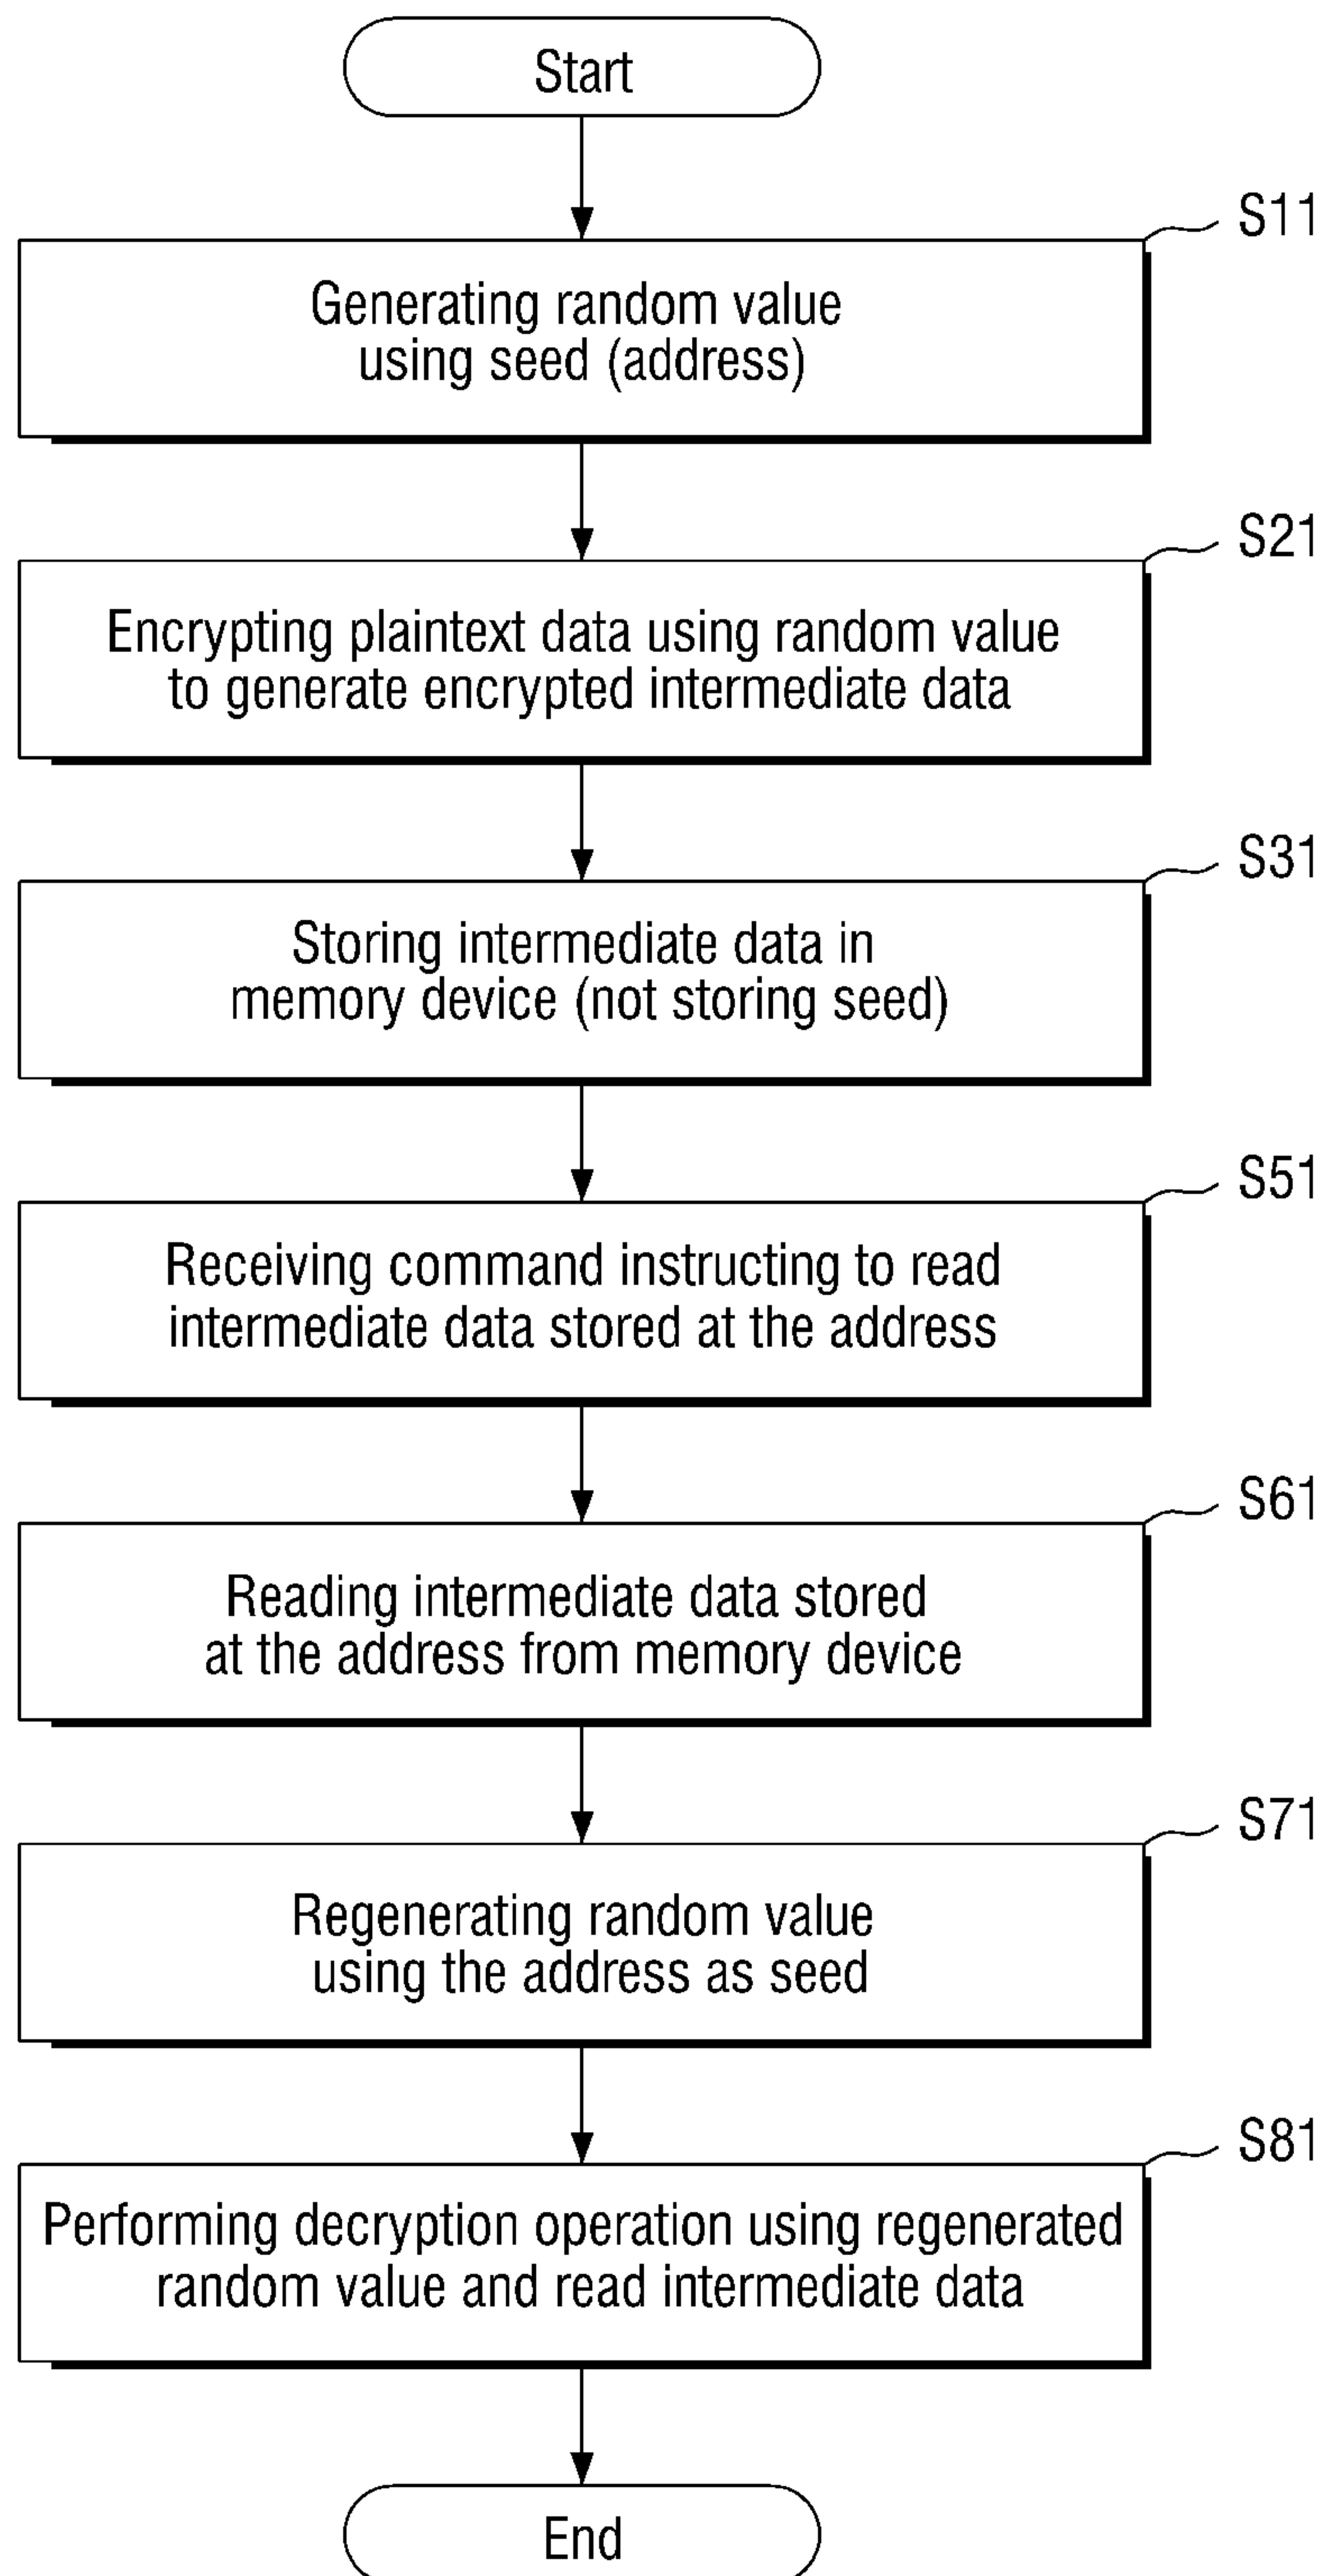 Start
S11
Generating random value
using seed (address)
S21
Encrypting plaintext data using random value
to generate encrypted intermediate data
S31
Storing intermediate data in
memory device (not storing seed)
S51
Receiving command instructing to read
intermediate data stored at the address
S61
Reading intermediate data stored
at the address from memory device
S71
Regenerating random value
using the address as seed
S81
Performing decryption operation using regenerated
random value and read intermediate data
End